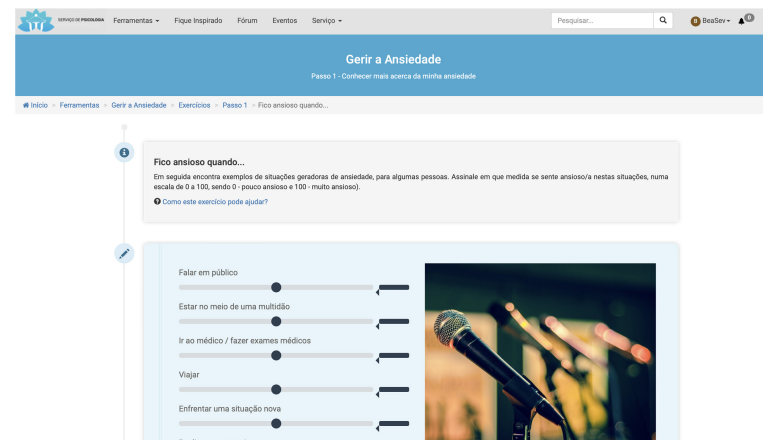 SERVIÇO DE PSICOLOGIA
Ferramentas
Fique Inspirado
Fórum
Eventos
Serviço
Pesquisar...
BeaSev
0
Gerir a Ansiedade
Passo 1 - Conhecer mais acerca da minha ansiedade
Início » Ferramentas » Gerir a Ansiedade » Exercícios » Passo 1 » Fico ansioso quando...
Fico ansioso quando...
Em seguida encontra exemplos de situações geradoras de ansiedade, para algumas pessoas. Assinale em que medida se sente ansioso/a nestas situações, numa
escala de 0 a 100, sendo 0 - pouco ansioso e 100 - muito ansioso).
Como este exercício pode ajudar?
Falar em público
Estar no meio de uma multidão
Ir ao médico / fazer exames médicos
Viajar
Enfrentar uma situação nova